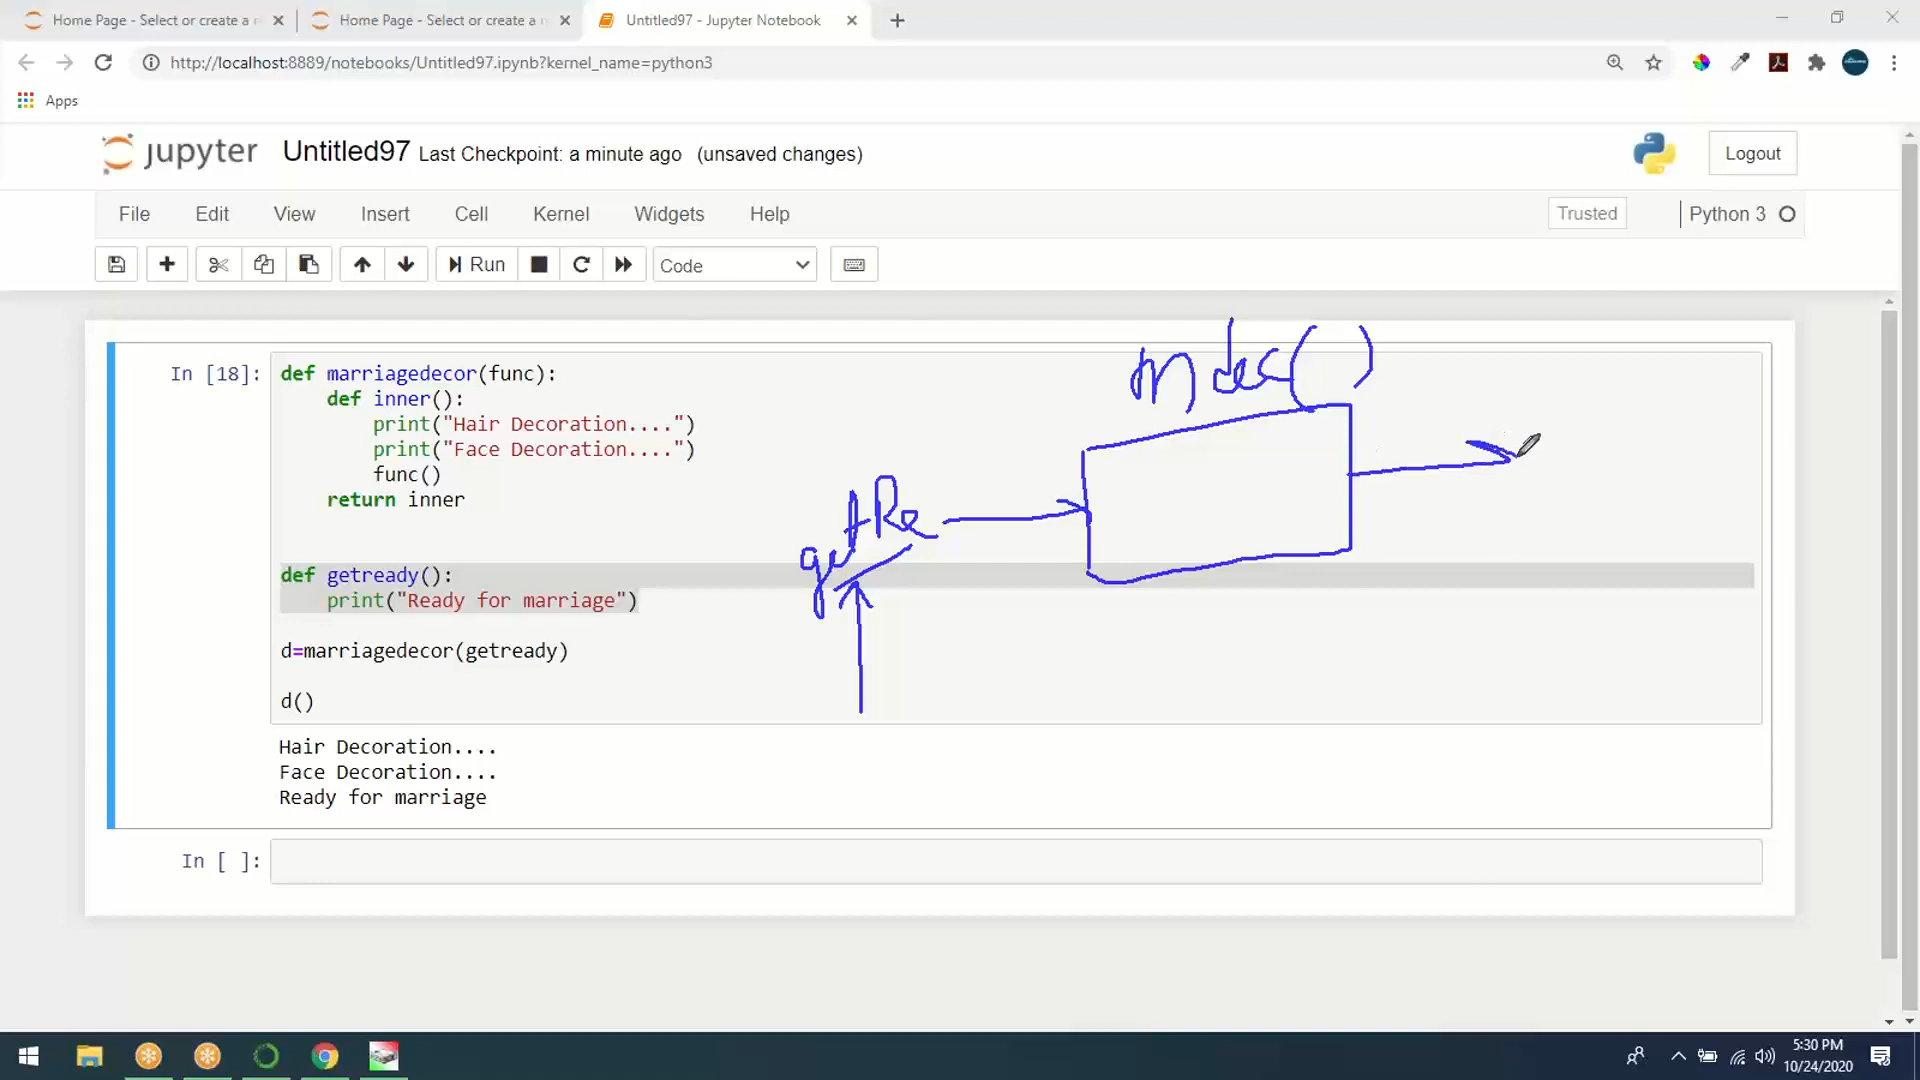 Home Page - Select or create a n
Home Page - Select or create a n
Untitled97 - Jupyter Notebook
http://localhost:8889/notebooks/Untitled97.ipynb?kernel_name=python3
Apps
jupyter Untitled97 Last Checkpoint: a minute ago (unsaved changes)
Logout
File Edit View Insert Cell Kernel Widgets Help
Trusted
Python 3
Run
Code
In [18]:
def marriagedecor(func):
    def inner():
        print("Hair Decoration....")
        print("Face Decoration....")
        func()
    return inner
def getready():
    print("Ready for marriage")
d=marriagedecor(getready)
d()
m dec( )
getRe
Hair Decoration....
Face Decoration....
Ready for marriage
In [ ]:
5:30 PM
10/24/2020